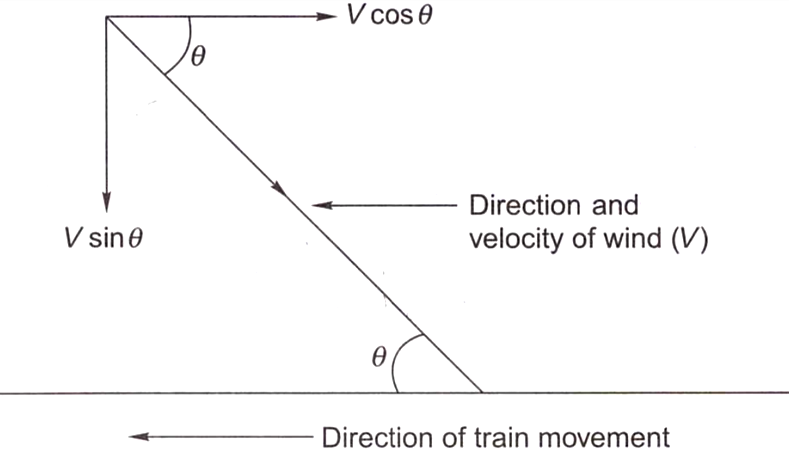 V cos θ
θ
V sin θ
Direction and
velocity of wind (V)
θ
Direction of train movement